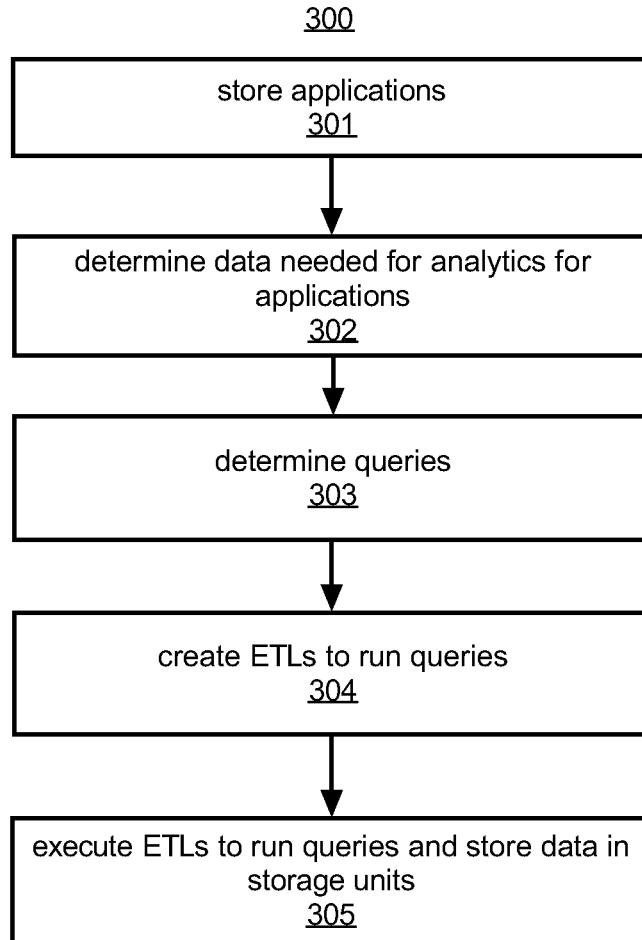 300
store applications
301
determine data needed for analytics for
applications
302
determine queries
303
create ETLs to run queries
304
execute ETLs to run queries and store data in
storage units
305